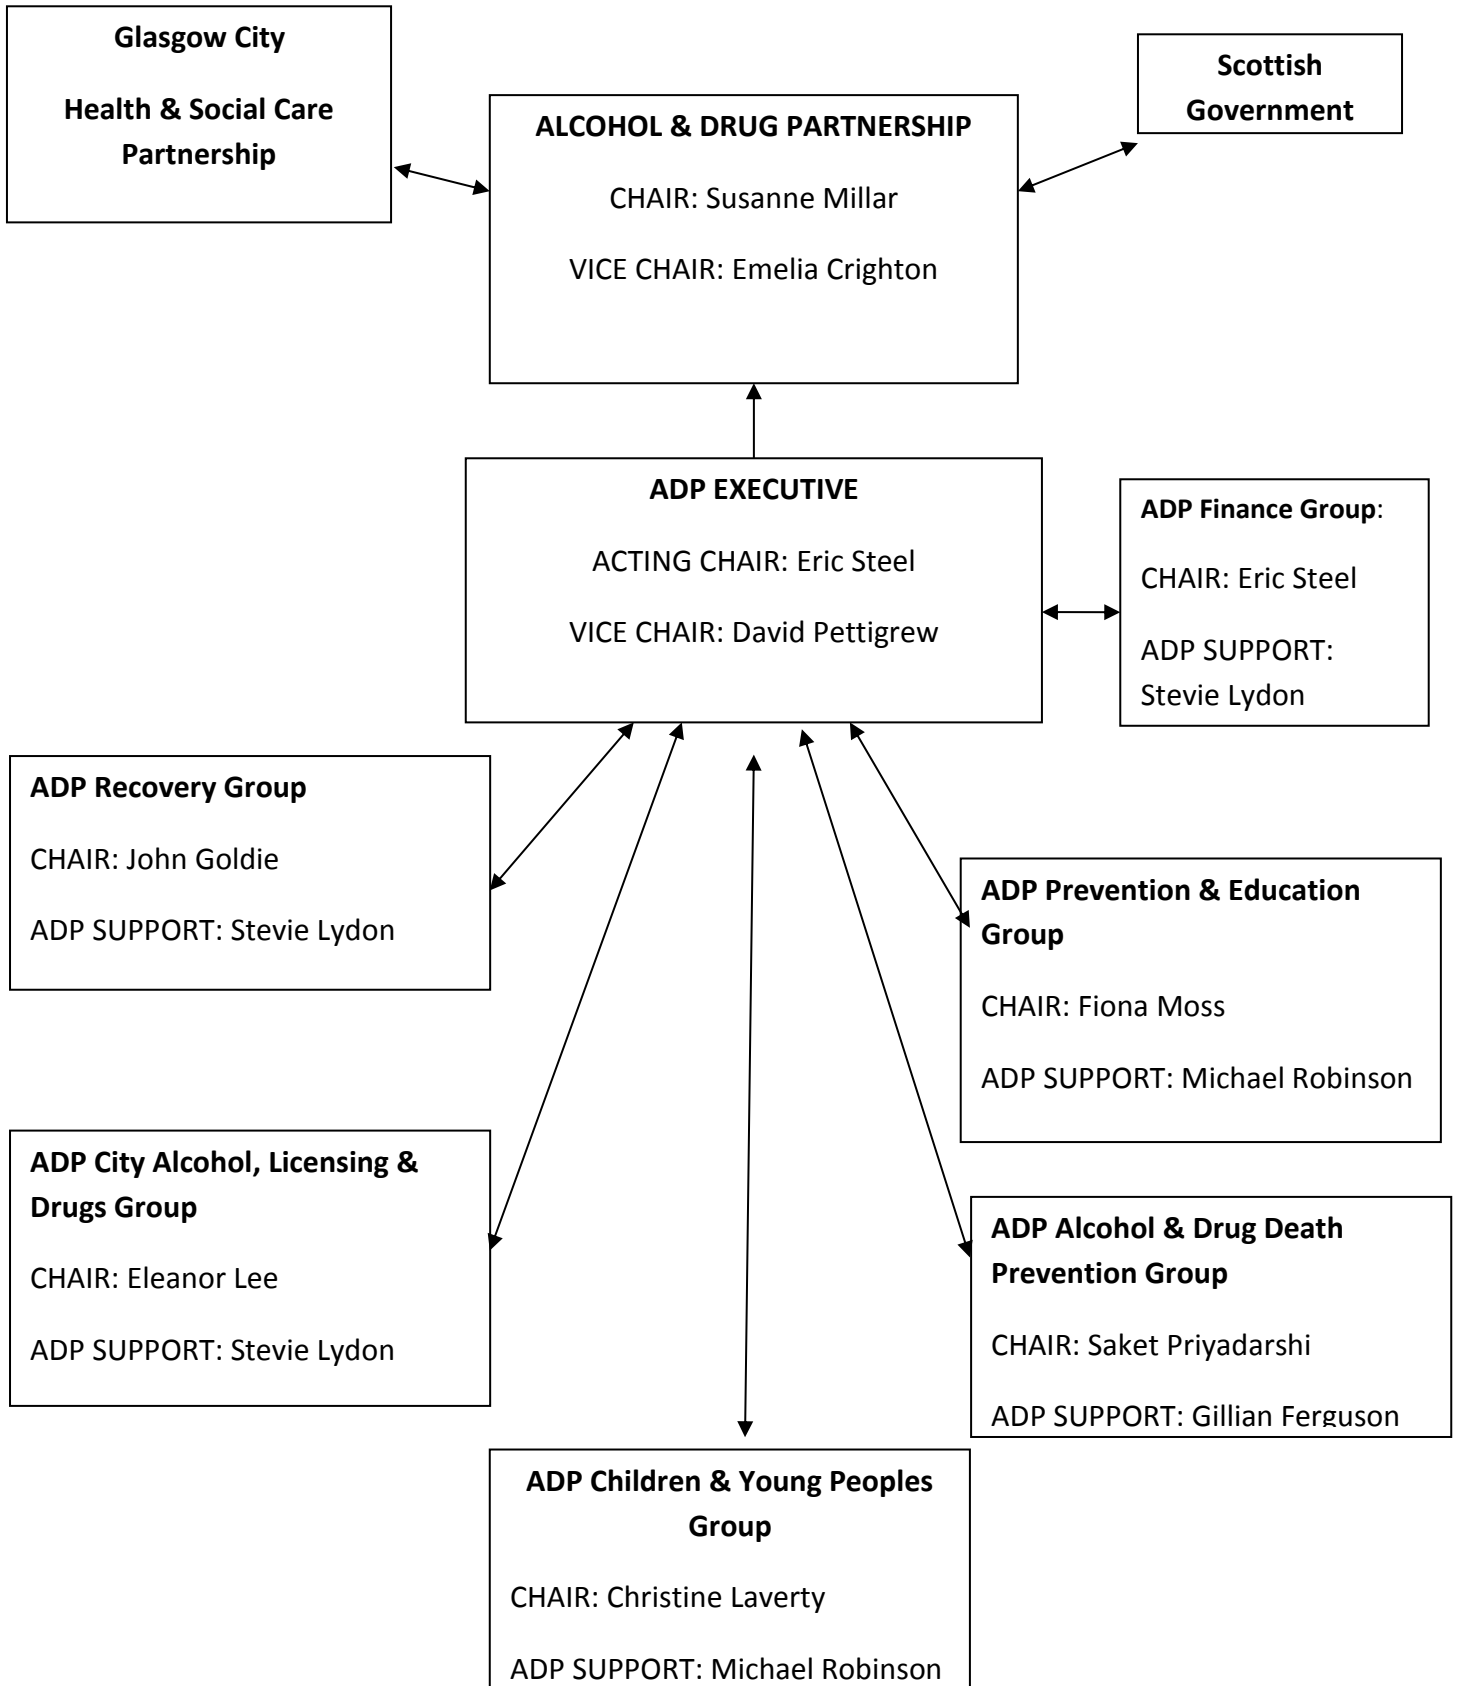 Glasgow City
Health & Social Care
Partnership
Scottish
Government
ALCOHOL & DRUG PARTNERSHIP
CHAIR: Susanne Millar
VICE CHAIR: Emelia Crighton
ADP EXECUTIVE
ACTING CHAIR: Eric Steel
VICE CHAIR: David Pettigrew
ADP Finance Group:
CHAIR: Eric Steel
ADP SUPPORT:
Stevie Lydon
ADP Recovery Group
CHAIR: John Goldie
ADP SUPPORT: Stevie Lydon
ADP Prevention & Education
Group
CHAIR: Fiona Moss
ADP SUPPORT: Michael Robinson
ADP City Alcohol, Licensing &
Drugs Group
CHAIR: Eleanor Lee
ADP SUPPORT: Stevie Lydon
ADP Alcohol & Drug Death
Prevention Group
CHAIR: Saket Priyadarshi
ADP SUPPORT: Gillian Ferguson
ADP Children & Young Peoples
Group
CHAIR: Christine Laverty
ADP SUPPORT: Michael Robinson